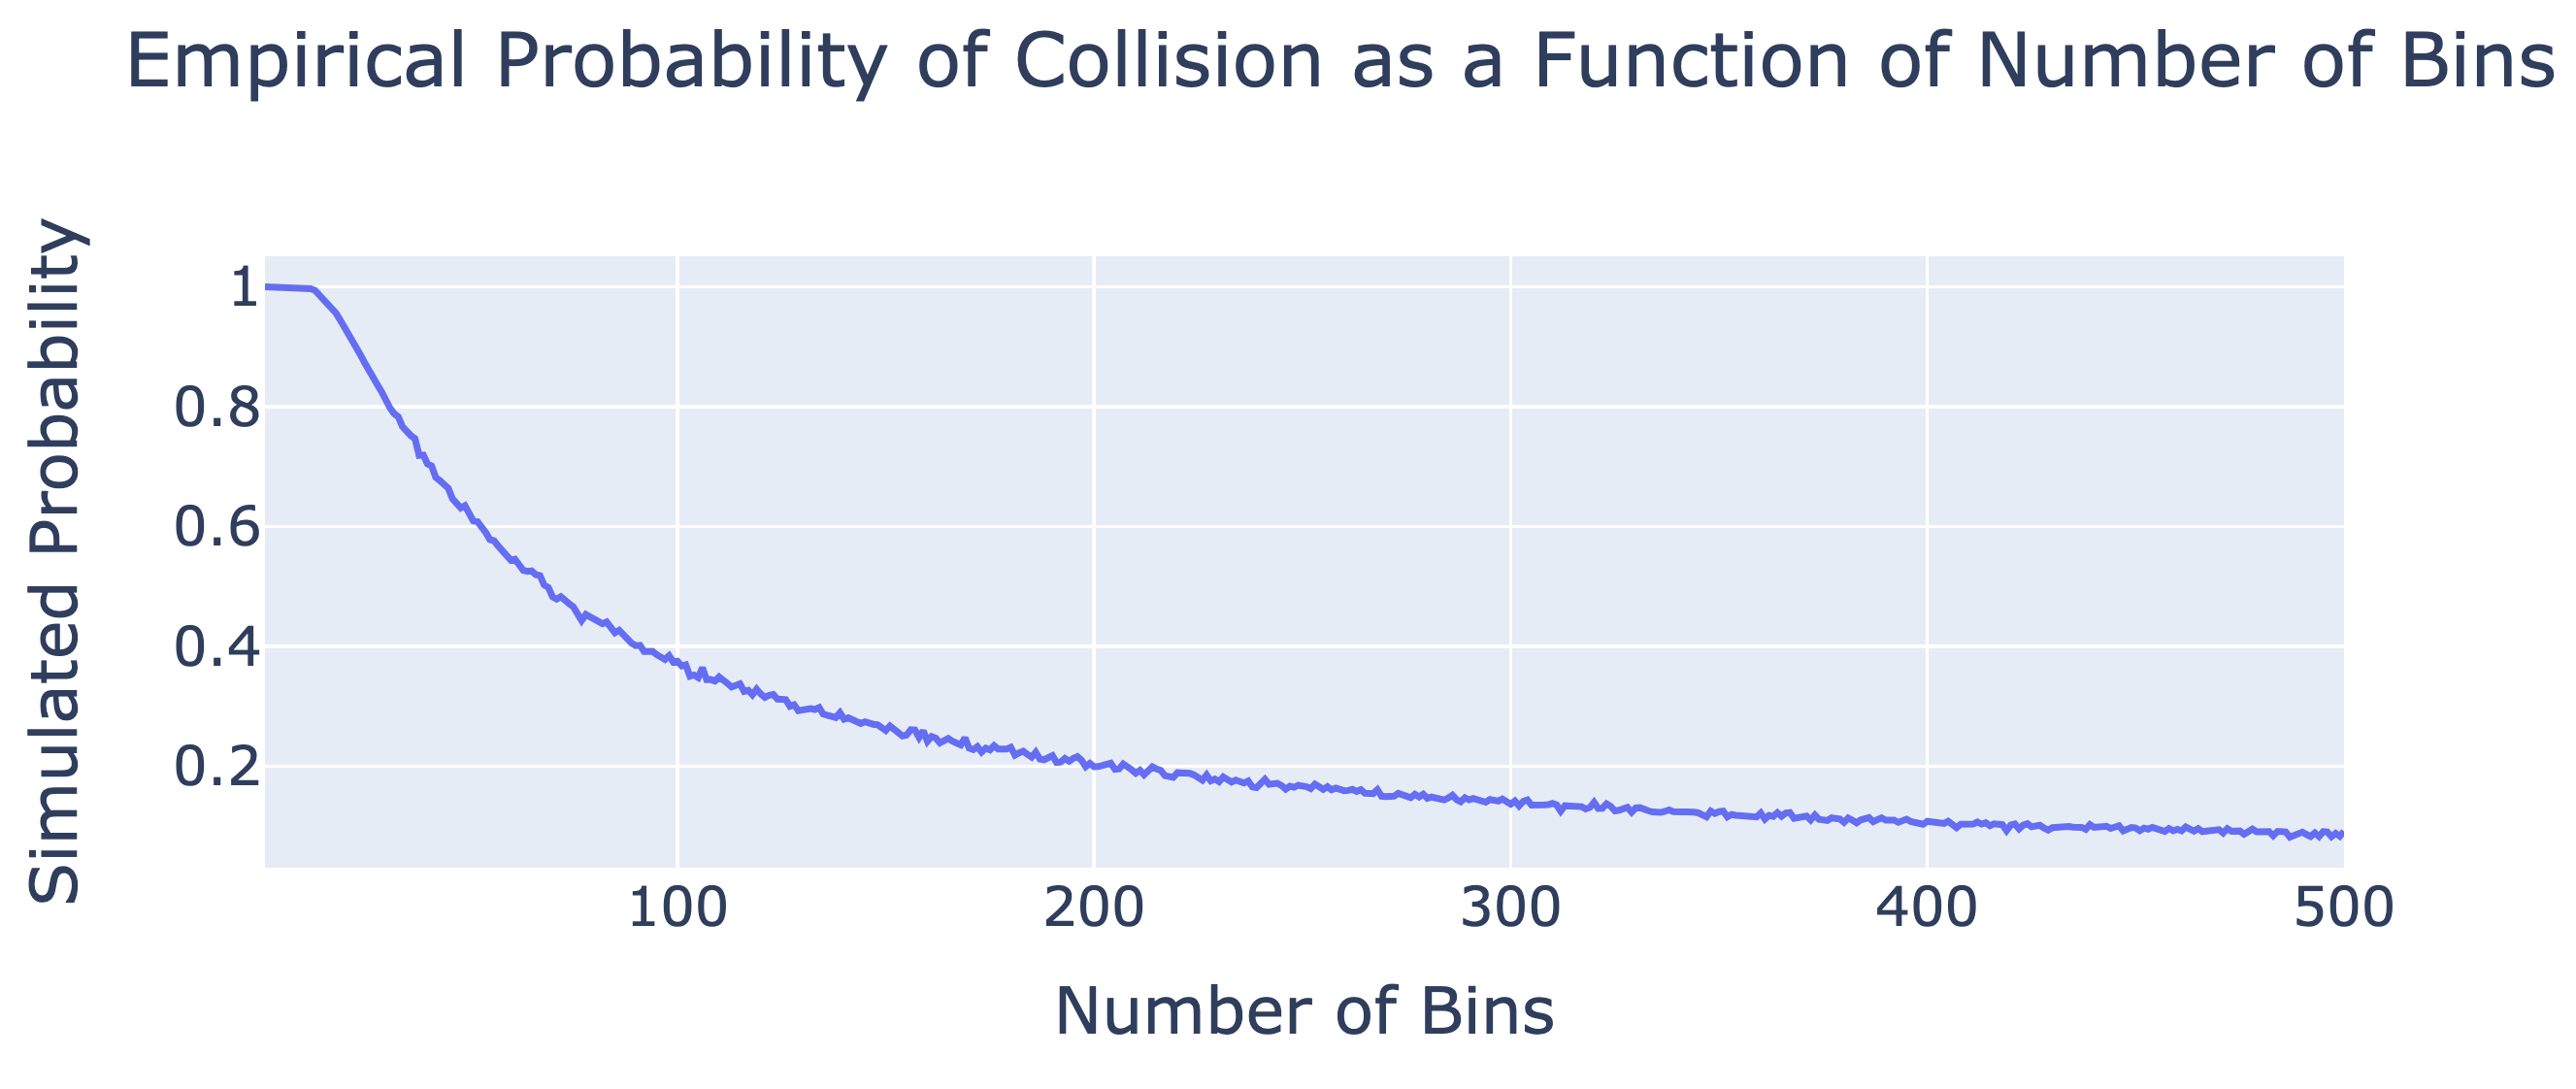 Empirical Probability of Collision as a Function of Number of Bins
Simulated Probability
1
0.8
0.6
0.4
0.2
100 200 300 400 500
Number of Bins